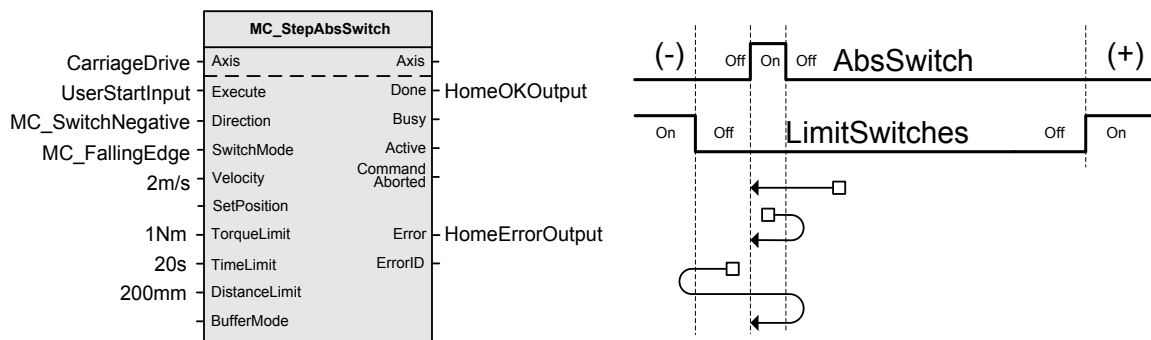 MC_StepAbsSwitch
CarriageDrive Axis Axis
UserStartInput Execute Done HomeOKOutput
MC_SwitchNegative Direction Busy
MC_FallingEdge SwitchMode Active
2m/s Velocity Command
Aborted
SetPosition
1Nm TorqueLimit Error HomeErrorOutput
20s TimeLimit ErrorID
200mm DistanceLimit
BufferMode
(-) Off On Off AbsSwitch (+)
On Off LimitSwitches Off On